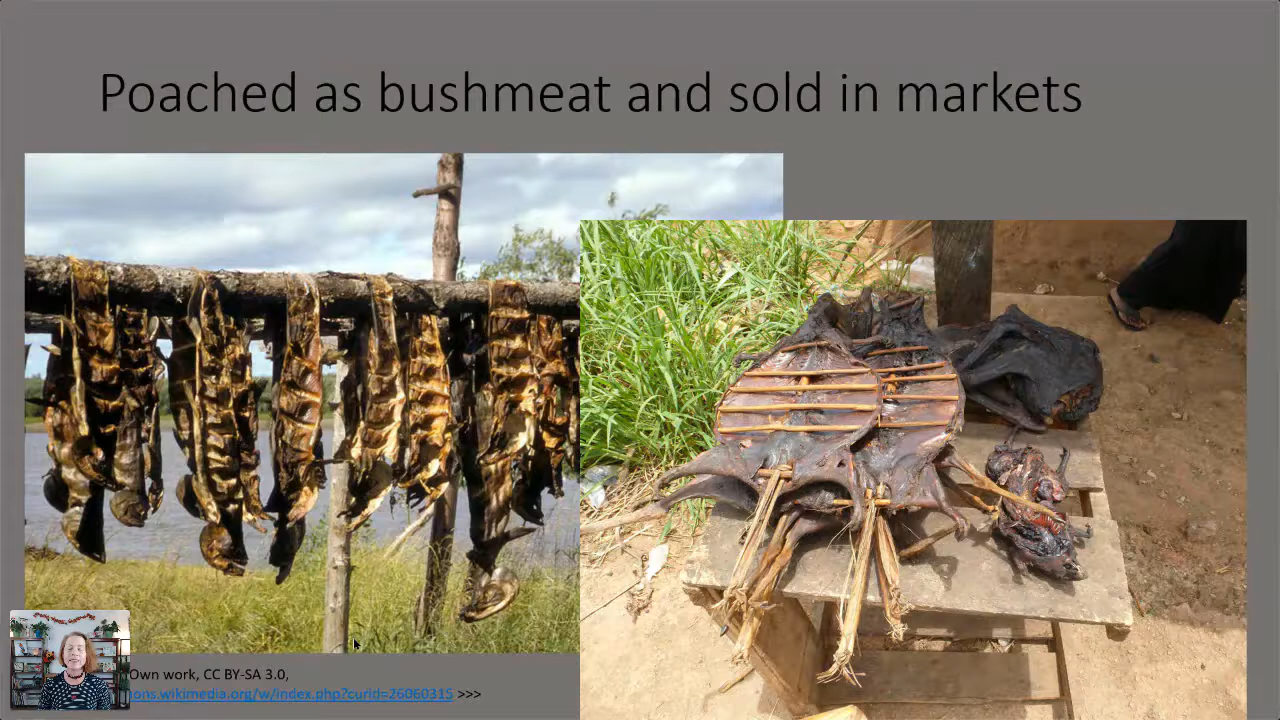 Poached as bushmeat and sold in markets
Own work, CC BY-SA 3.0,
ons.wikimedia.org/w/index.php?curid=26060315 >>>